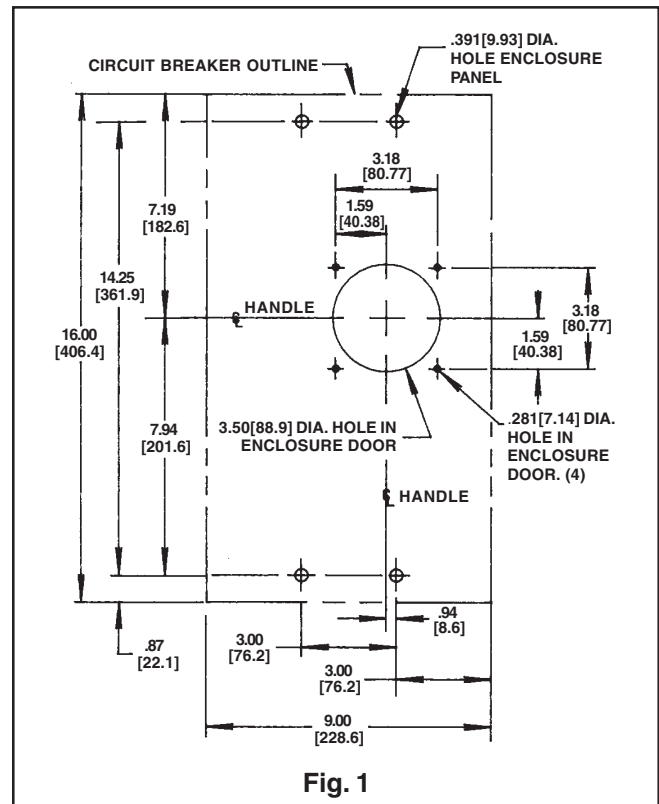 .391[9.93] DIA.
HOLE ENCLOSURE
PANEL
CIRCUIT BREAKER OUTLINE
3.18
[80.77]
7.19
[182.6]
1.59
[40.38]
14.25
[361.9]
℄ HANDLE
3.18
[80.77]
16.00
[406.4]
1.59
[40.38]
7.94
[201.6]
3.50[88.9] DIA. HOLE IN
ENCLOSURE DOOR
.281[7.14] DIA.
HOLE IN
ENCLOSURE
DOOR. (4)
℄ HANDLE
.94
[8.6]
.87
[22.1]
3.00
[76.2]
3.00
[76.2]
9.00
[228.6]
Fig. 1